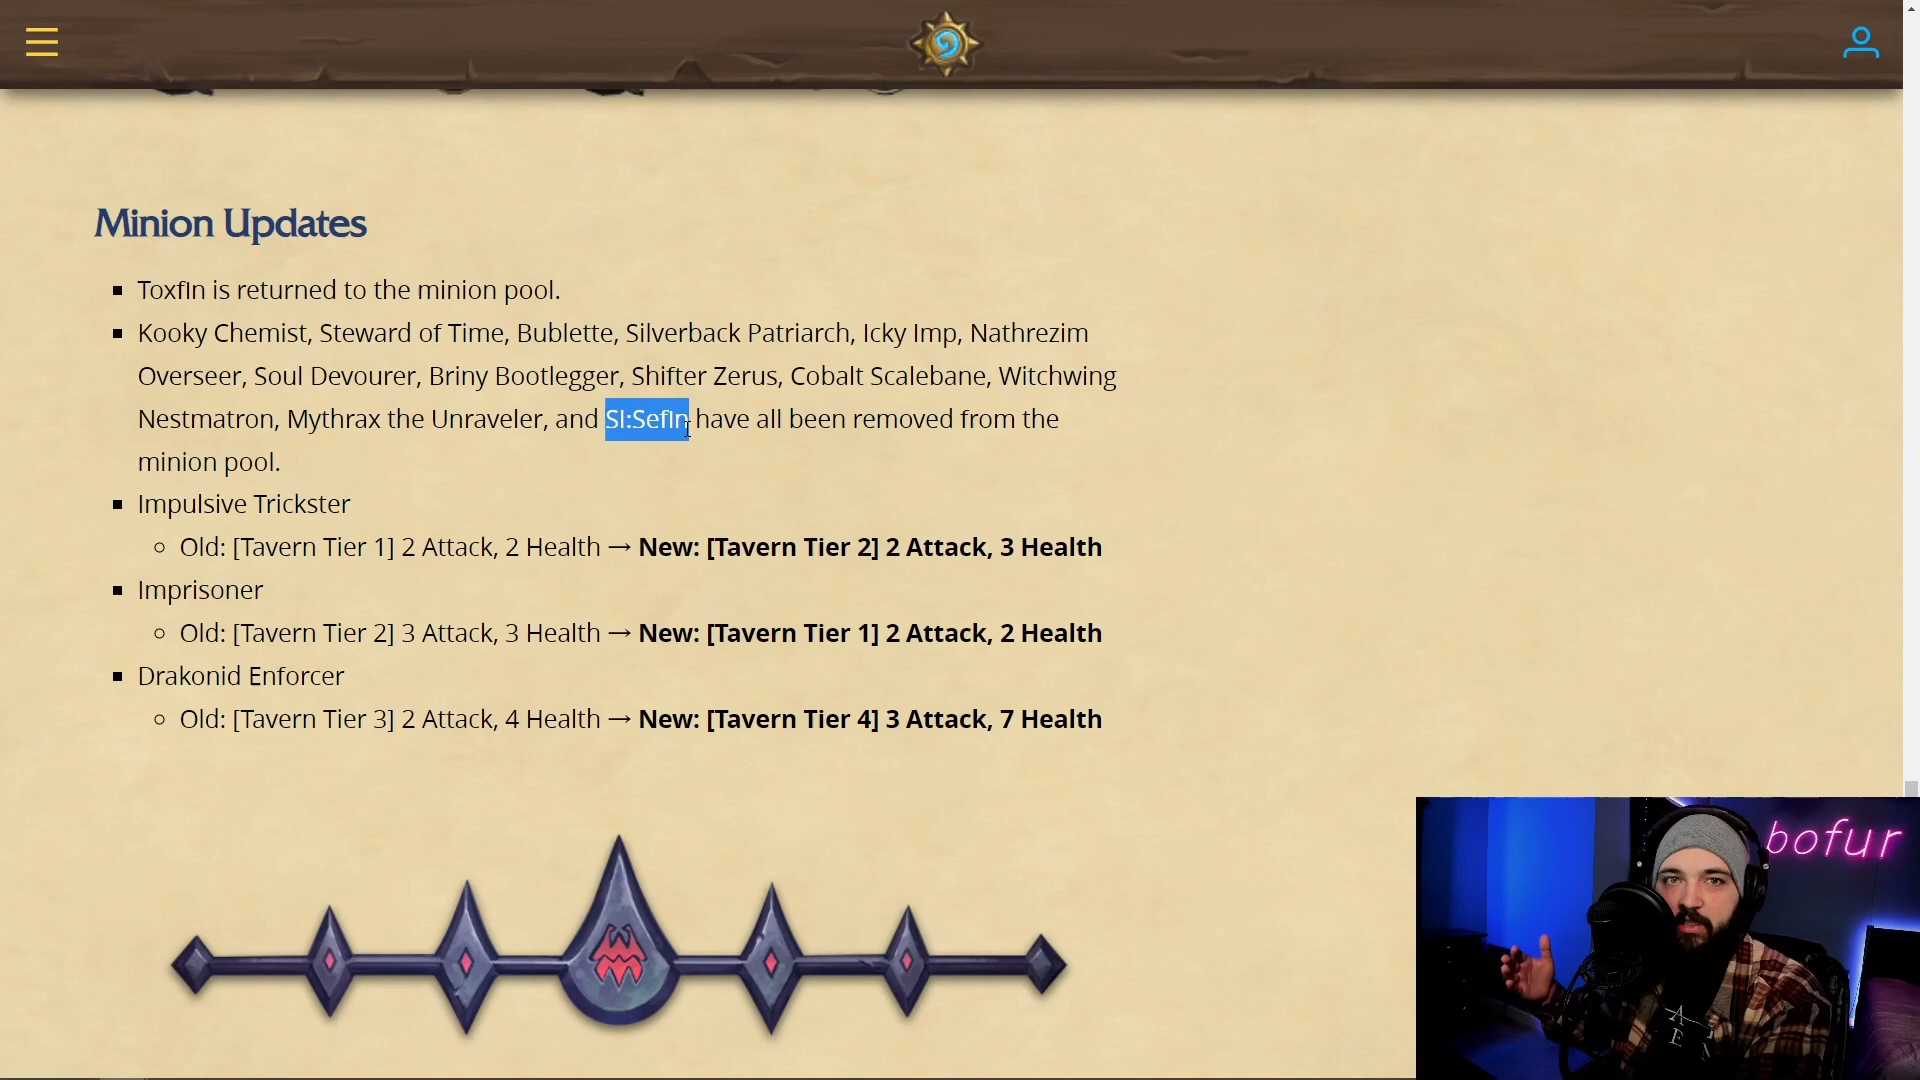 Minion Updates
Toxfin is returned to the minion pool.
Kooky Chemist, Steward of Time, Bublette, Silverback Patriarch, Icky Imp, Nathrezim
Overseer, Soul Devourer, Briny Bootlegger, Shifter Zerus, Cobalt Scalebane, Witchwing
Nestmatron, Mythrax the Unraveler, and SI:Sefin have all been removed from the
minion pool.
Impulsive Trickster
Old: [Tavern Tier 1] 2 Attack, 2 Health → New: [Tavern Tier 2] 2 Attack, 3 Health
Imprisoner
Old: [Tavern Tier 2] 3 Attack, 3 Health → New: [Tavern Tier 1] 2 Attack, 2 Health
Drakonid Enforcer
Old: [Tavern Tier 3] 2 Attack, 4 Health → New: [Tavern Tier 4] 3 Attack, 7 Health
bofur